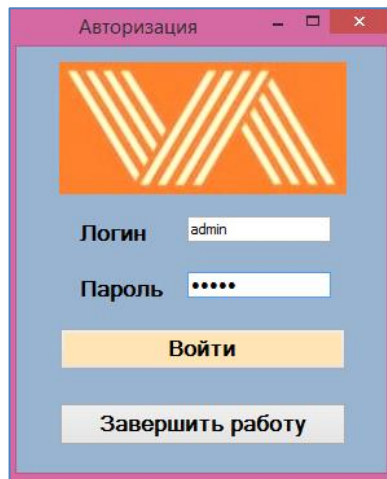 Авторизация
Логин admin
Пароль •••••
Войти
Завершить работу